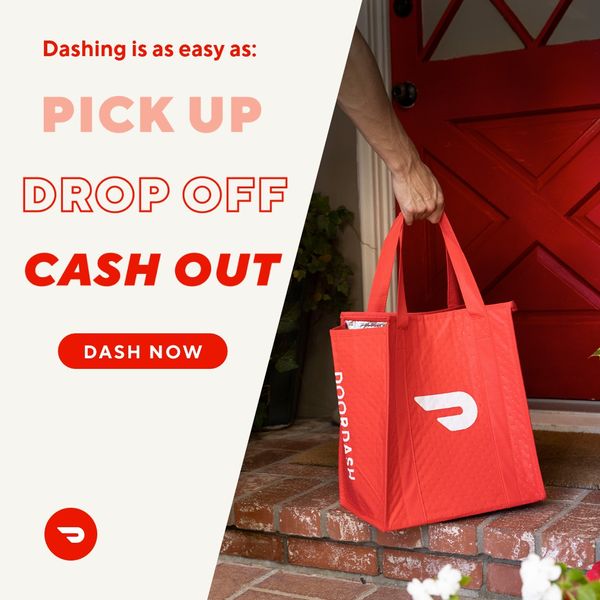 Dashing is as easy as:
PICK UP
DROP OFF
CASH OUT
DASH NOW
DOORDASH